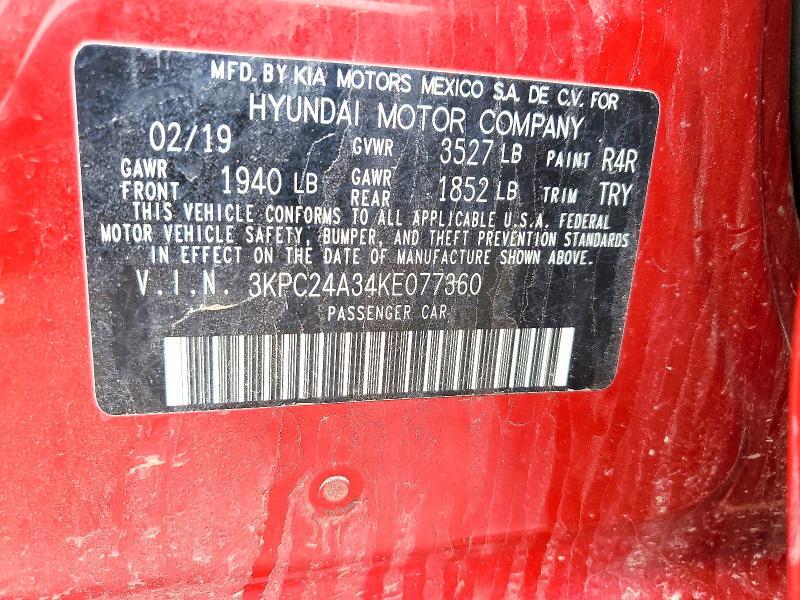 MFD. BY KIA MOTORS MEXICO S.A. DE C.V. FOR
HYUNDAI MOTOR COMPANY
02/19 GVWR 3527 LB PAINT R4R
GAWR FRONT 1940 LB GAWR REAR 1852 LB TRIM TRY
THIS VEHICLE CONFORMS TO ALL APPLICABLE U.S.A. FEDERAL
MOTOR VEHICLE SAFETY, BUMPER, AND THEFT PREVENTION STANDARDS
IN EFFECT ON THE DATE OF MANUFACTURE SHOWN ABOVE.
V.I.N. 3KPC24A34KE077360
PASSENGER CAR